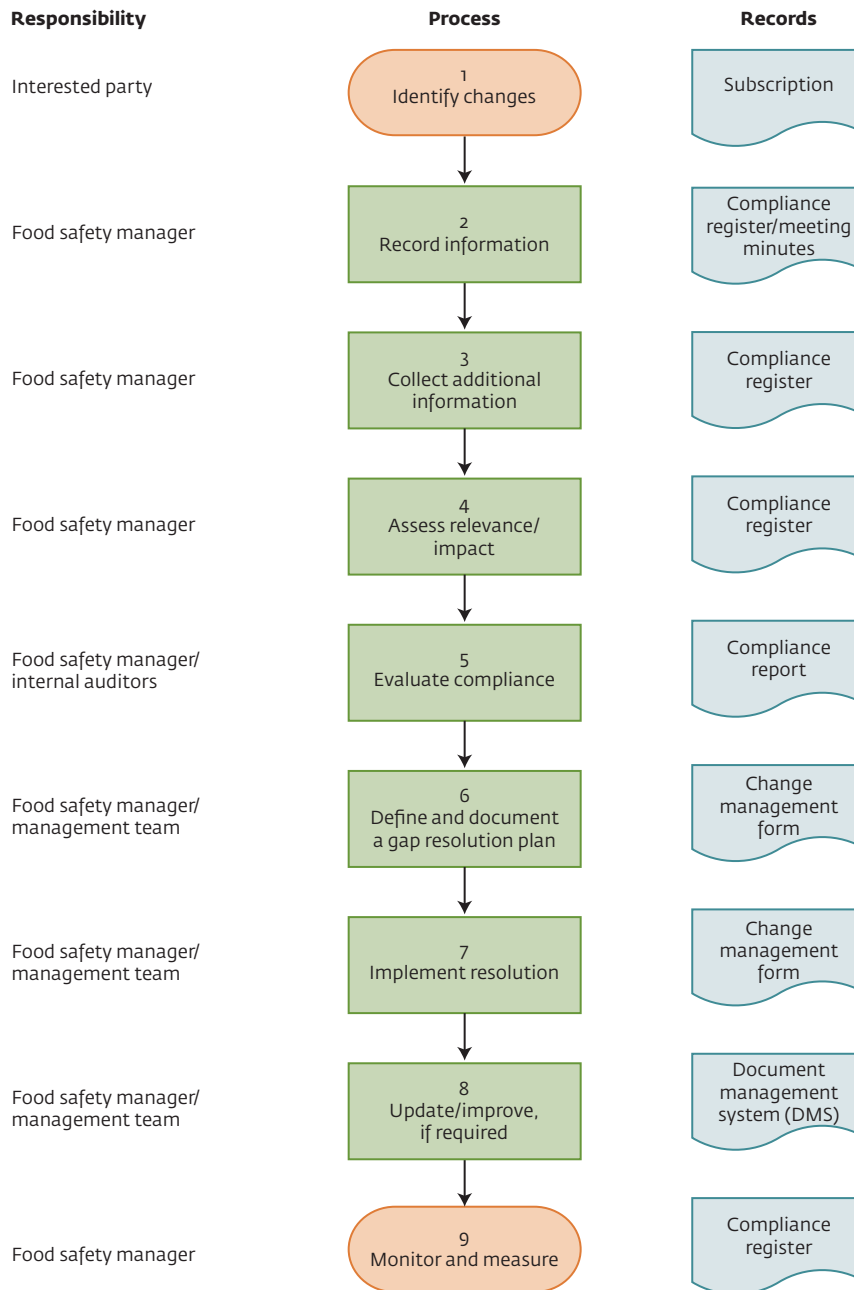 Responsibility
Process
Records
Interested party
1
Identify changes
Subscription
Food safety manager
2
Record information
Compliance
register/meeting
minutes
Food safety manager
3
Collect additional
information
Compliance
register
Food safety manager
4
Assess relevance/
impact
Compliance
register
Food safety manager/
internal auditors
5
Evaluate compliance
Compliance
report
Food safety manager/
management team
6
Define and document
a gap resolution plan
Change
management
form
Food safety manager/
management team
7
Implement resolution
Change
management
form
Food safety manager/
management team
8
Update/improve,
if required
Document
management
system (DMS)
Food safety manager
9
Monitor and measure
Compliance
register